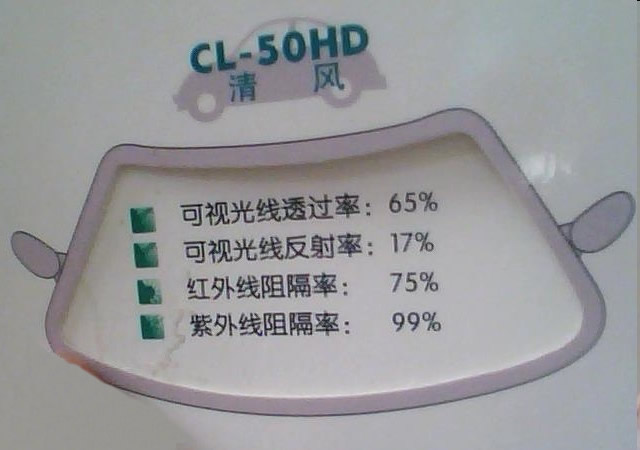 CL-50HD
清 风
可视光线透过率：65%
可视光线反射率：17%
红外线阻隔率：75%
紫外线阻隔率：99%